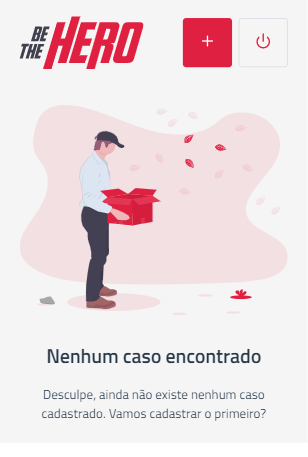 BE
THE HERO
Nenhum caso encontrado
Desculpe, ainda não existe nenhum caso
cadastrado. Vamos cadastrar o primeiro?